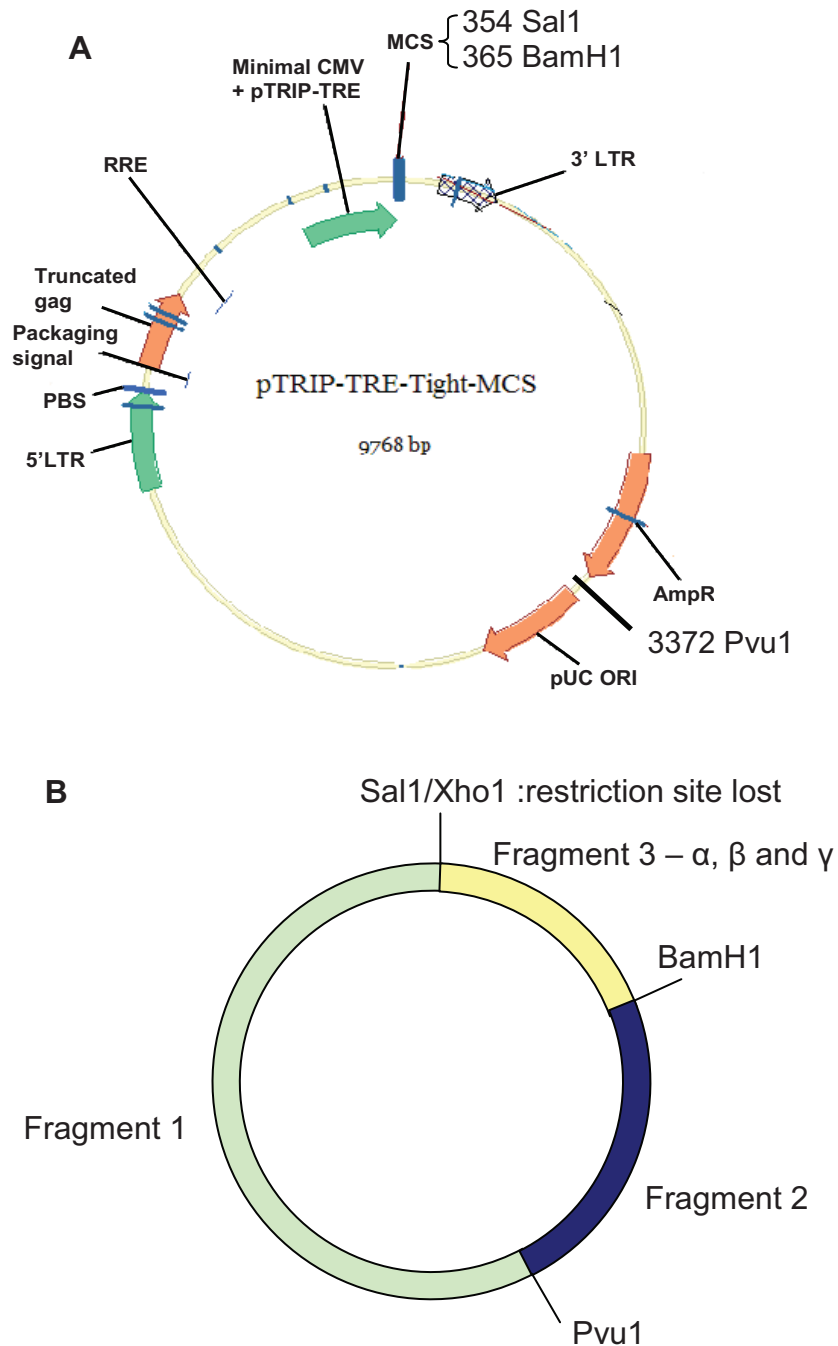 A
MCS
354 Sal1
365 BamH1
Minimal CMV
+ pTRIP-TRE
RRE
3' LTR
Truncated
gag
Packaging
signal
PBS
5'LTR
pTRIP-TRE-Tight-MCS
9768 bp
AmpR
3372 Pvu1
pUC ORI
B
Sal1/Xho1 :restriction site lost
Fragment 3 – α, β and γ
BamH1
Fragment 1
Fragment 2
Pvu1